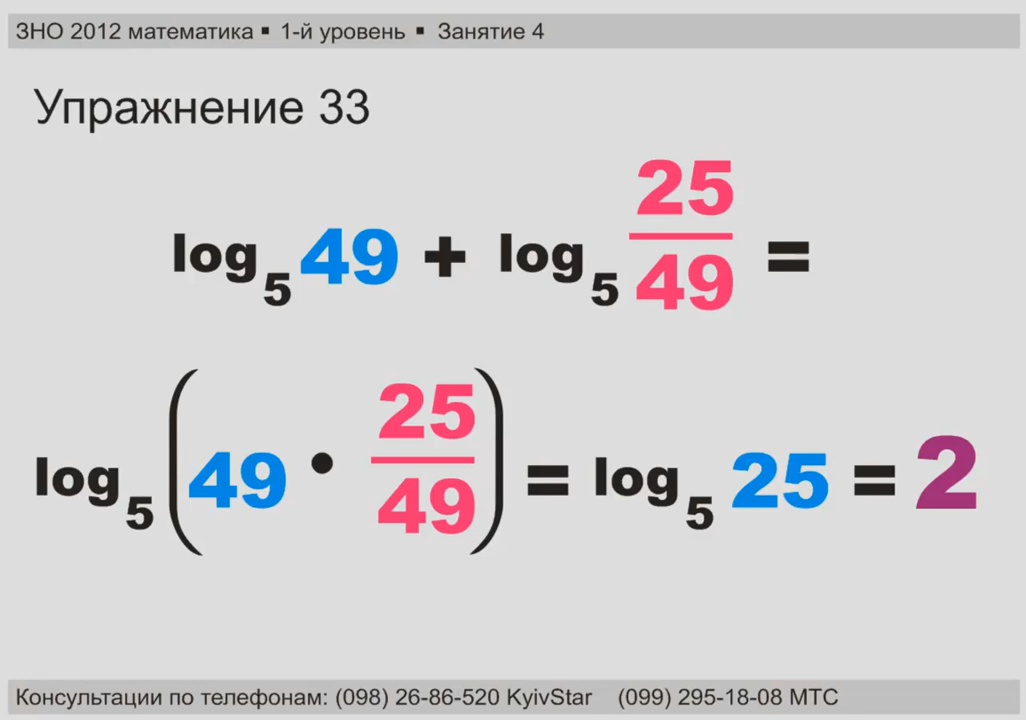 ЗНО 2012 математика ▪ 1-й уровень ▪ Занятие 4
Упражнение 33
log₅ 49 + log₅ 25/49 =
log₅ (49 • 25/49) = log₅ 25 = 2
Консультации по телефонам: (098) 26-86-520 KyivStar (099) 295-18-08 МТС